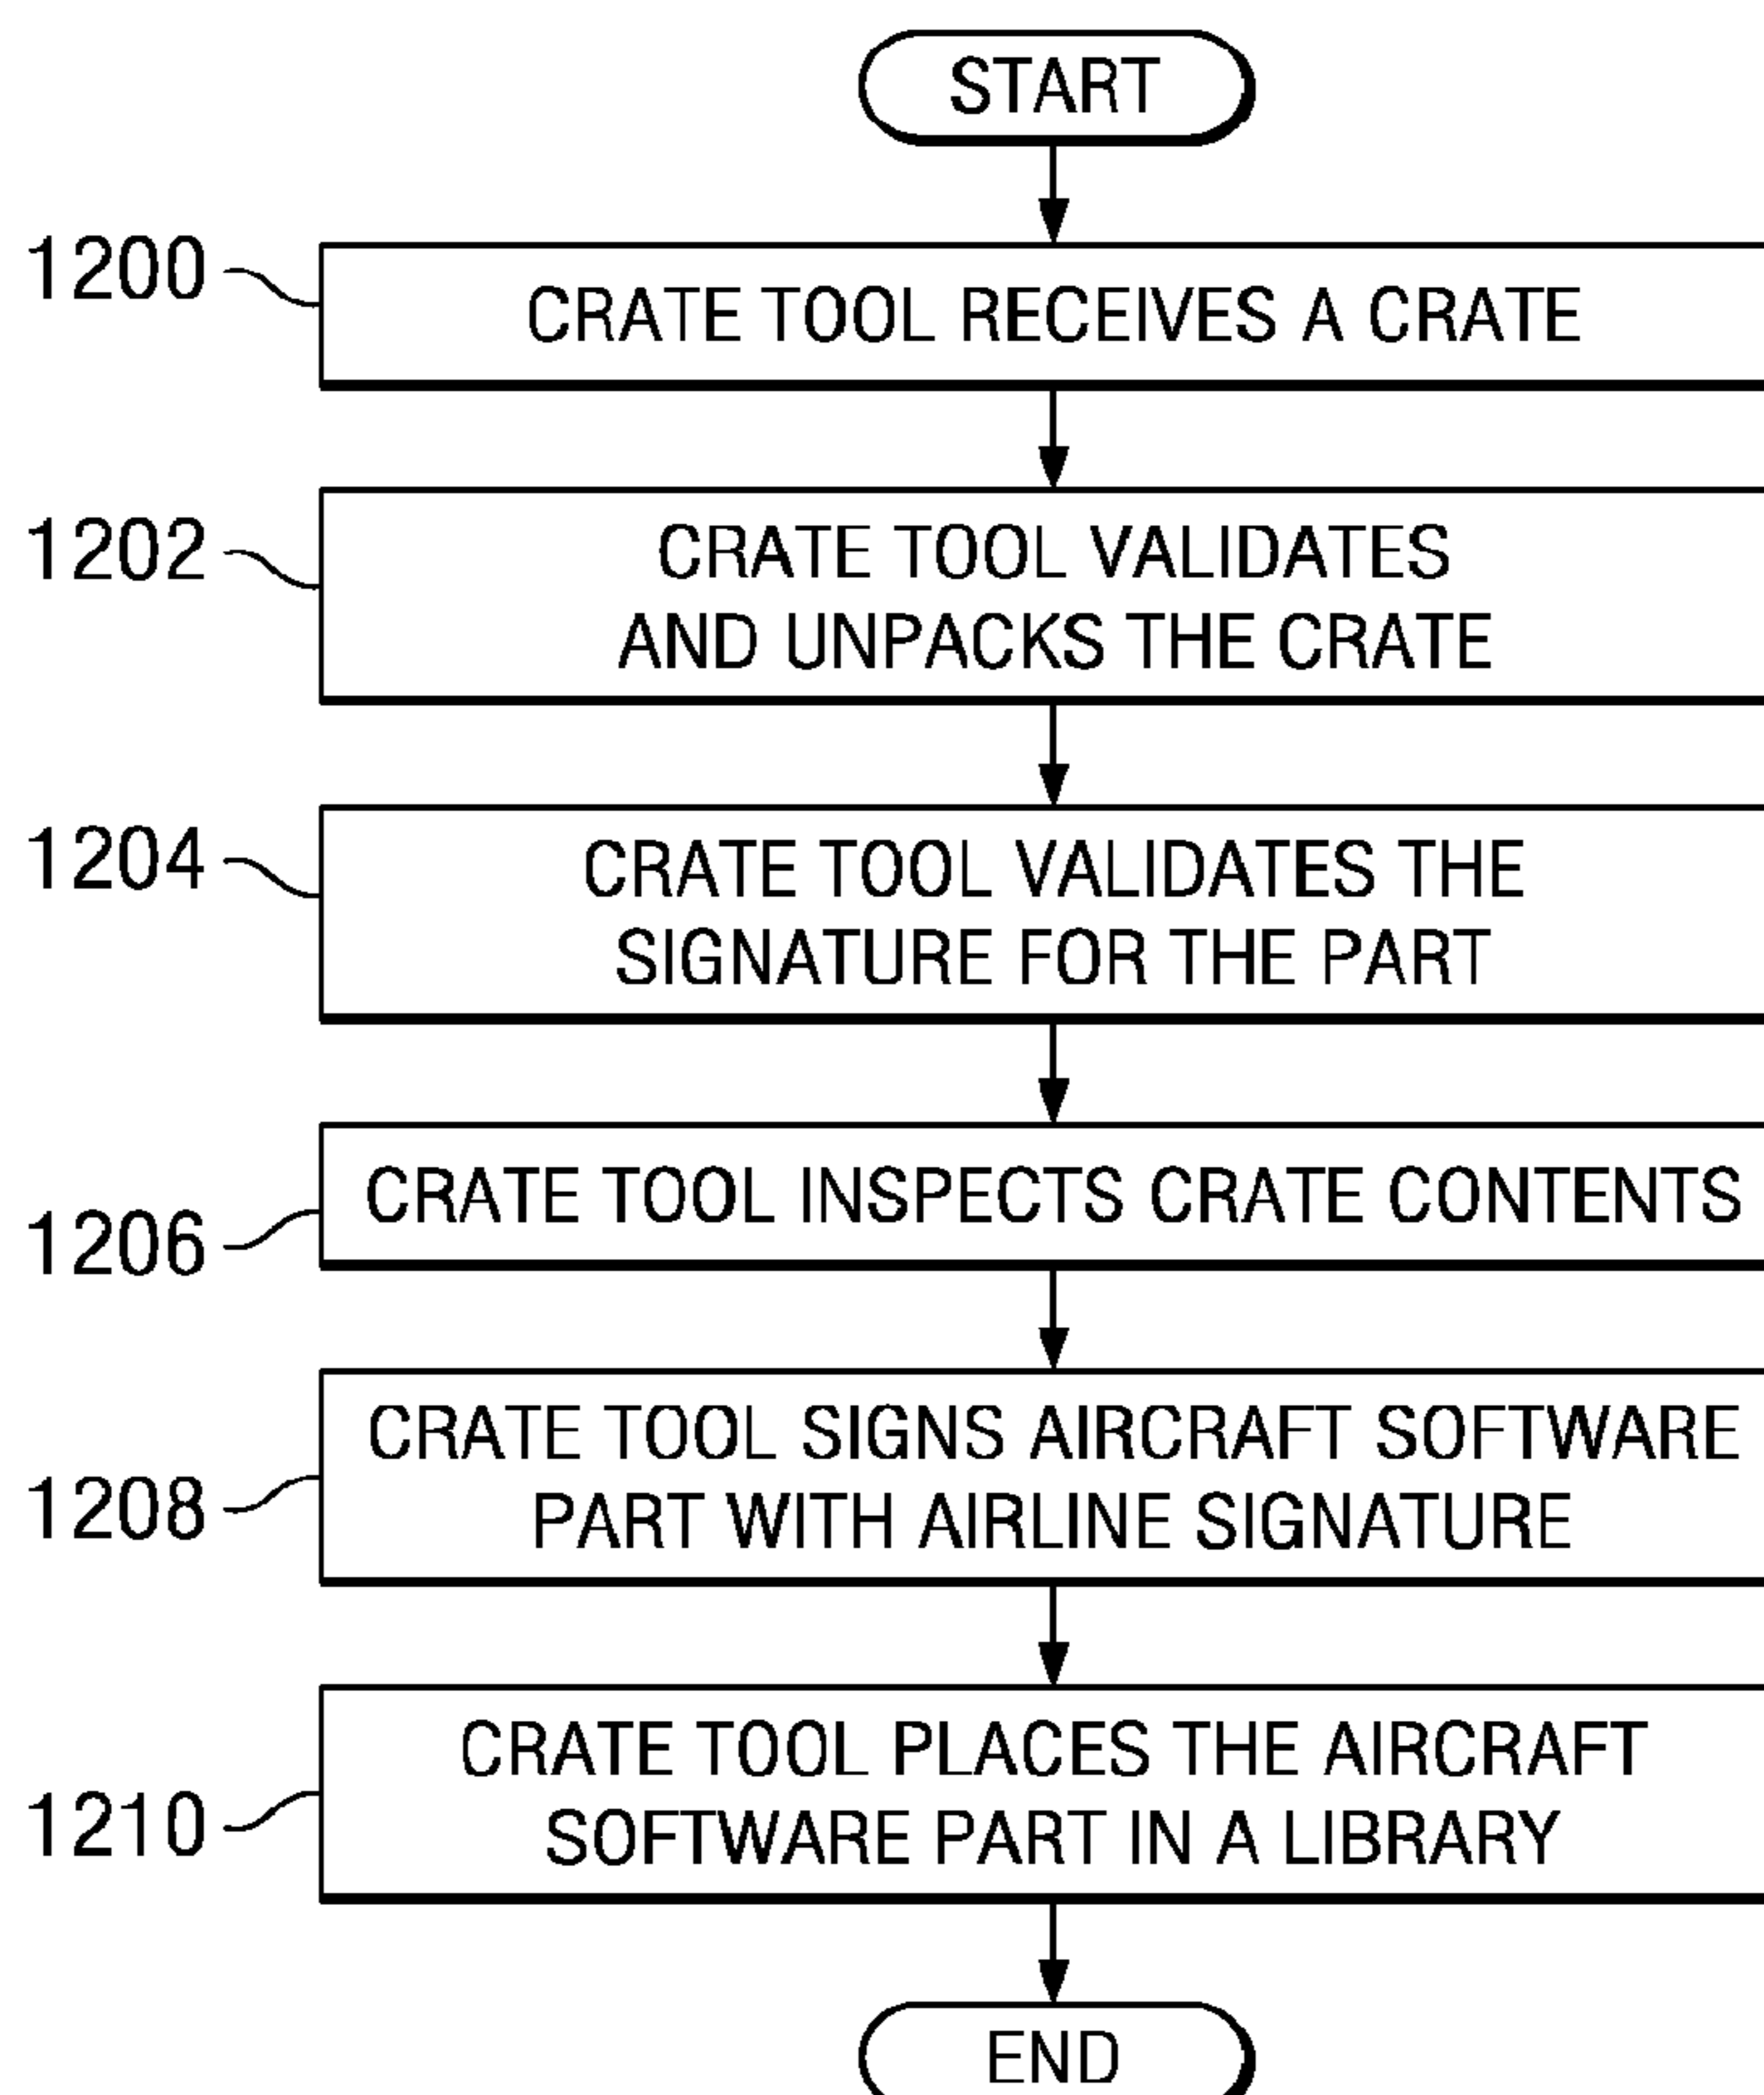 START
1200
CRATE TOOL RECEIVES A CRATE
1202
CRATE TOOL VALIDATES
AND UNPACKS THE CRATE
1204
CRATE TOOL VALIDATES THE
SIGNATURE FOR THE PART
1206
CRATE TOOL INSPECTS CRATE CONTENTS
1208
CRATE TOOL SIGNS AIRCRAFT SOFTWARE
PART WITH AIRLINE SIGNATURE
1210
CRATE TOOL PLACES THE AIRCRAFT
SOFTWARE PART IN A LIBRARY
END